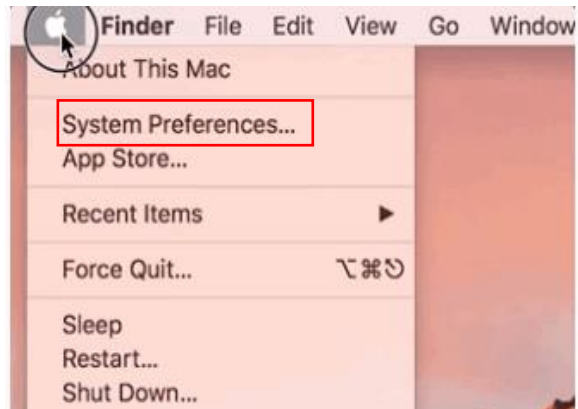 Finder File Edit View Go Window
About This Mac
System Preferences...
App Store...
Recent Items ▶
Force Quit... ⌥⌘⎋
Sleep
Restart...
Shut Down...